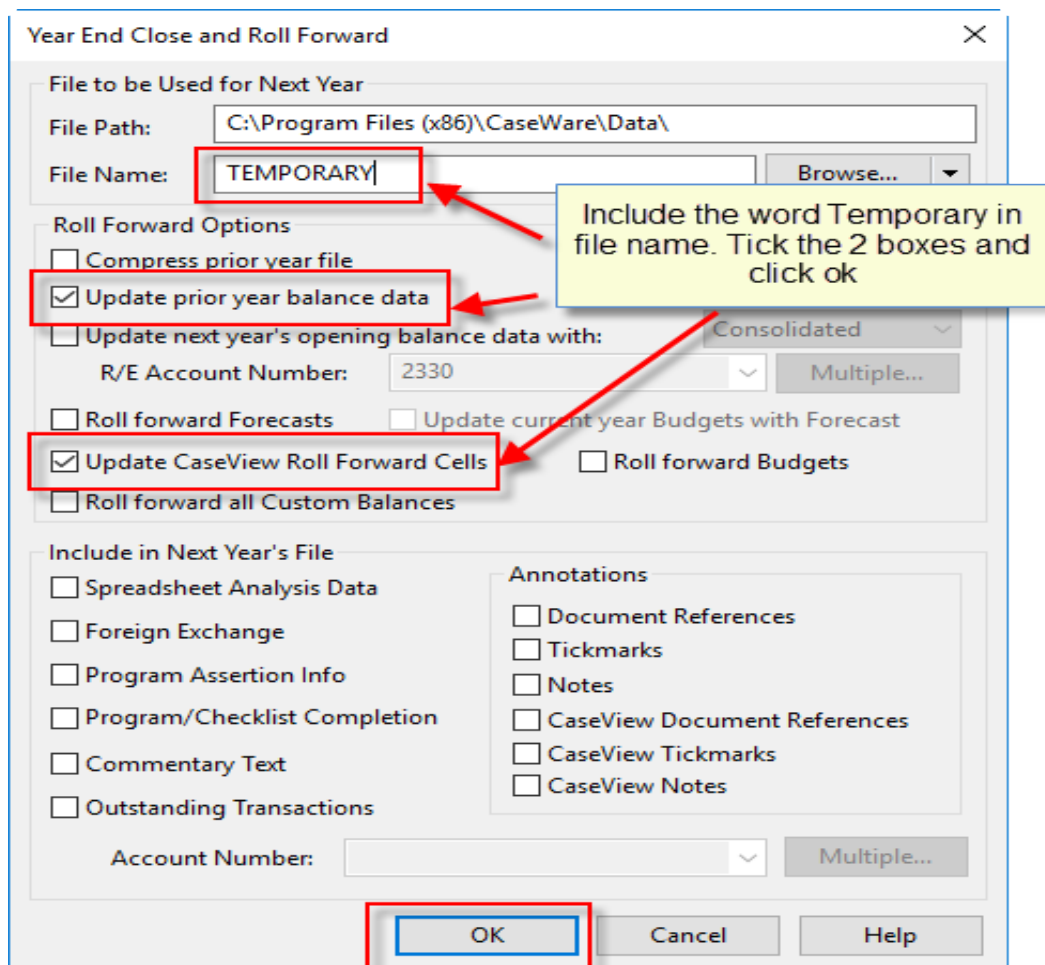 Year End Close and Roll Forward
File to be Used for Next Year
File Path:
C:\Program Files (x86)\CaseWare\Data\
File Name:
TEMPORARY
Browse...
Include the word Temporary in
file name. Tick the 2 boxes and
click ok
Roll Forward Options
Compress prior year file
Update prior year balance data
Update next year's opening balance data with:
Consolidated
R/E Account Number:
2330
Multiple...
Roll forward Forecasts
Update current year Budgets with Forecast
Update CaseView Roll Forward Cells
Roll forward Budgets
Roll forward all Custom Balances
Include in Next Year's File
Spreadsheet Analysis Data
Foreign Exchange
Program Assertion Info
Program/Checklist Completion
Commentary Text
Outstanding Transactions
Annotations
Document References
Tickmarks
Notes
CaseView Document References
CaseView Tickmarks
CaseView Notes
Account Number:
Multiple...
OK
Cancel
Help